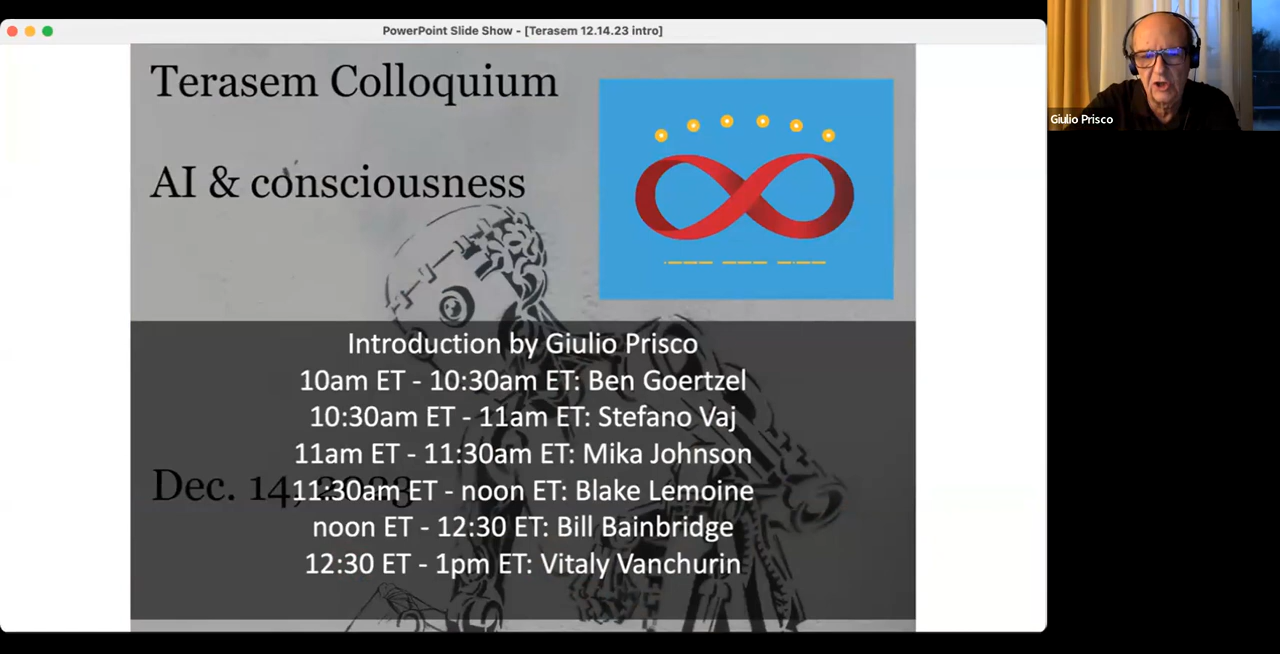 PowerPoint Slide Show - [Terasem 12.14.23 intro]
Terasem Colloquium
AI & consciousness
Introduction by Giulio Prisco
10am ET - 10:30am ET: Ben Goertzel
10:30am ET - 11am ET: Stefano Vaj
11am ET - 11:30am ET: Mika Johnson
Dec. 14, 2023
11:30am ET - noon ET: Blake Lemoine
noon ET - 12:30 ET: Bill Bainbridge
12:30 ET - 1pm ET: Vitaly Vanchurin
Giulio Prisco